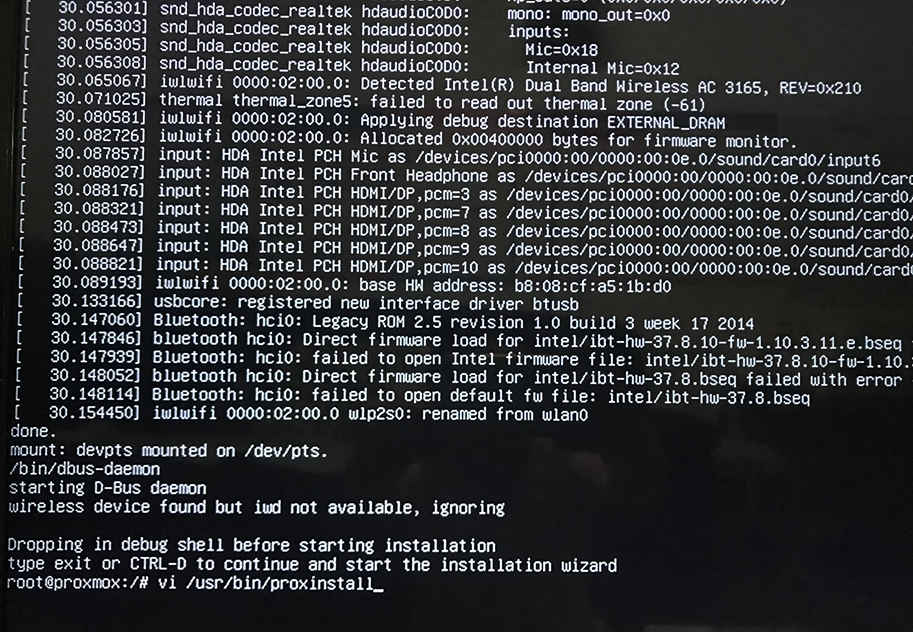 [ 30.056301] snd_hda_codec_realtek hdaudioC0D0: mono: mono_out=0x0
[ 30.056303] snd_hda_codec_realtek hdaudioC0D0: inputs:
[ 30.056305] snd_hda_codec_realtek hdaudioC0D0: Mic=0x18
[ 30.056308] snd_hda_codec_realtek hdaudioC0D0: Internal Mic=0x12
[ 30.065067] iwlwifi 0000:02:00.0: Detected Intel(R) Dual Band Wireless AC 3165, REV=0x210
[ 30.071025] thermal thermal_zone5: failed to read out thermal zone (-61)
[ 30.080581] iwlwifi 0000:02:00.0: Applying debug destination EXTERNAL_DRAM
[ 30.082726] iwlwifi 0000:02:00.0: Allocated 0x00400000 bytes for firmware monitor.
[ 30.087857] input: HDA Intel PCH Mic as /devices/pci0000:00/0000:00:0e.0/sound/card0/input6
[ 30.088027] input: HDA Intel PCH Front Headphone as /devices/pci0000:00/0000:00:0e.0/sound/card
[ 30.088176] input: HDA Intel PCH HDMI/DP,pcm=3 as /devices/pci0000:00/0000:00:0e.0/sound/card0
[ 30.088321] input: HDA Intel PCH HDMI/DP,pcm=7 as /devices/pci0000:00/0000:00:0e.0/sound/card0/
[ 30.088473] input: HDA Intel PCH HDMI/DP,pcm=8 as /devices/pci0000:00/0000:00:0e.0/sound/card0/
[ 30.088647] input: HDA Intel PCH HDMI/DP,pcm=9 as /devices/pci0000:00/0000:00:0e.0/sound/card0/
[ 30.088821] input: HDA Intel PCH HDMI/DP,pcm=10 as /devices/pci0000:00/0000:00:0e.0/sound/card0
[ 30.089193] iwlwifi 0000:02:00.0: base HW address: b8:08:cf:a5:1b:d0
[ 30.133166] usbcore: registered new interface driver btusb
[ 30.147060] Bluetooth: hci0: Legacy ROM 2.5 revision 1.0 build 3 week 17 2014
[ 30.147846] bluetooth hci0: Direct firmware load for intel/ibt-hw-37.8.10-fw-1.10.3.11.e.bseq
[ 30.147939] Bluetooth: hci0: failed to open Intel firmware file: intel/ibt-hw-37.8.10-fw-1.10.
[ 30.148052] bluetooth hci0: Direct firmware load for intel/ibt-hw-37.8.bseq failed with error
[ 30.148114] Bluetooth: hci0: failed to open default fw file: intel/ibt-hw-37.8.bseq
[ 30.154450] iwlwifi 0000:02:00.0 wlp2s0: renamed from wlan0
done.
mount: devpts mounted on /dev/pts.
/bin/dbus-daemon
starting D-Bus daemon
wireless device found but iwd not available, ignoring
Dropping in debug shell before starting installation
type exit or CTRL-D to continue and start the installation wizard
root@proxmox:/# vi /usr/bin/proxinstall_